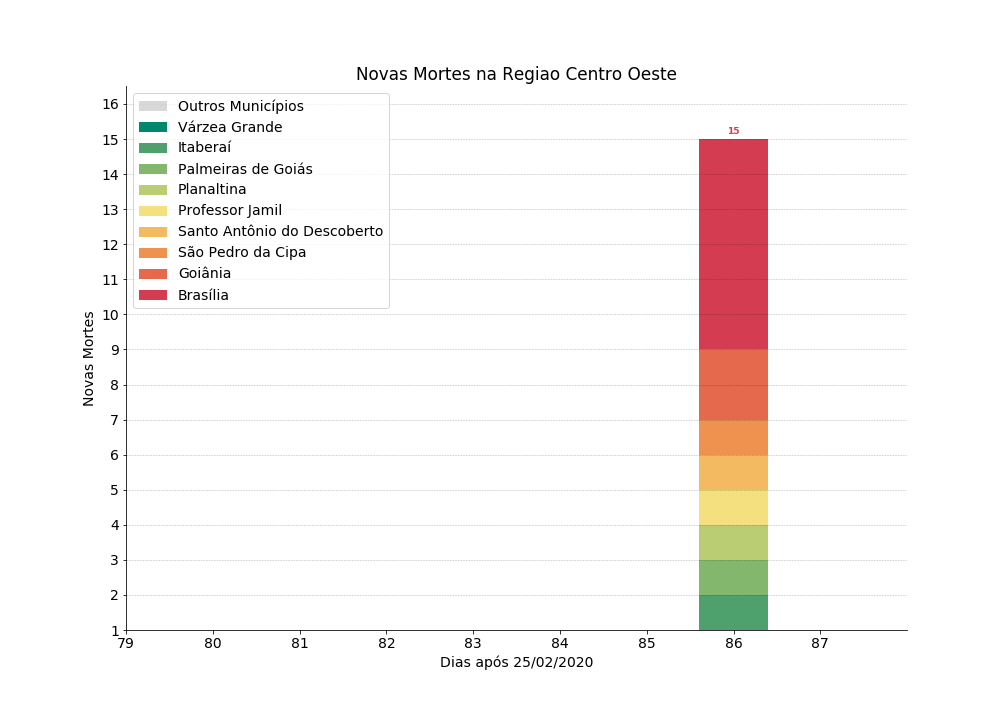 Novas Mortes na Regiao Centro Oeste
16
15
14
13
12
11
10
9
8
7
6
5
4
3
2
1
Novas Mortes
Outros Municípios
Várzea Grande
Itaberaí
Palmeiras de Goiás
Planaltina
Professor Jamil
Santo Antônio do Descoberto
São Pedro da Cipa
Goiânia
Brasília
15
79 80 81 82 83 84 85 86 87
Dias após 25/02/2020